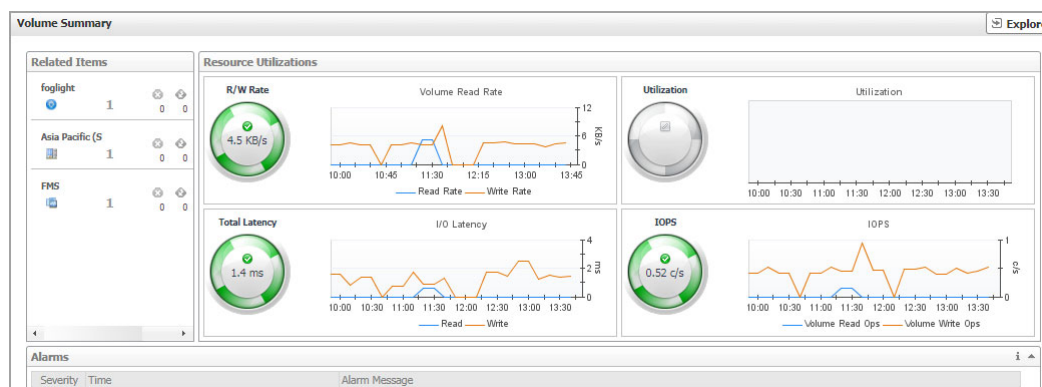 Volume Summary
Explore
Related Items
foglight
1
0 0
Asia Pacific (S
1
0 0
FMS
1
0 0
Resource Utilizations
R/W Rate
4.5 KB/s
Volume Read Rate
12
6
0
KB/s
10:00 10:45 11:30 12:15 13:00 13:45
Read Rate Write Rate
Utilization
Utilization
10:00 10:30 11:00 11:30 12:00 12:30 13:00 13:30
Total Latency
1.4 ms
I/O Latency
4
2
0
ms
10:00 10:30 11:00 11:30 12:00 12:30 13:00 13:30
Read Write
IOPS
0.52 c/s
IOPS
1
0
c/s
10:00 10:30 11:00 11:30 12:00 12:30 13:00 13:30
Volume Read Ops Volume Write Ops
Alarms
i
Severity Time Alarm Message